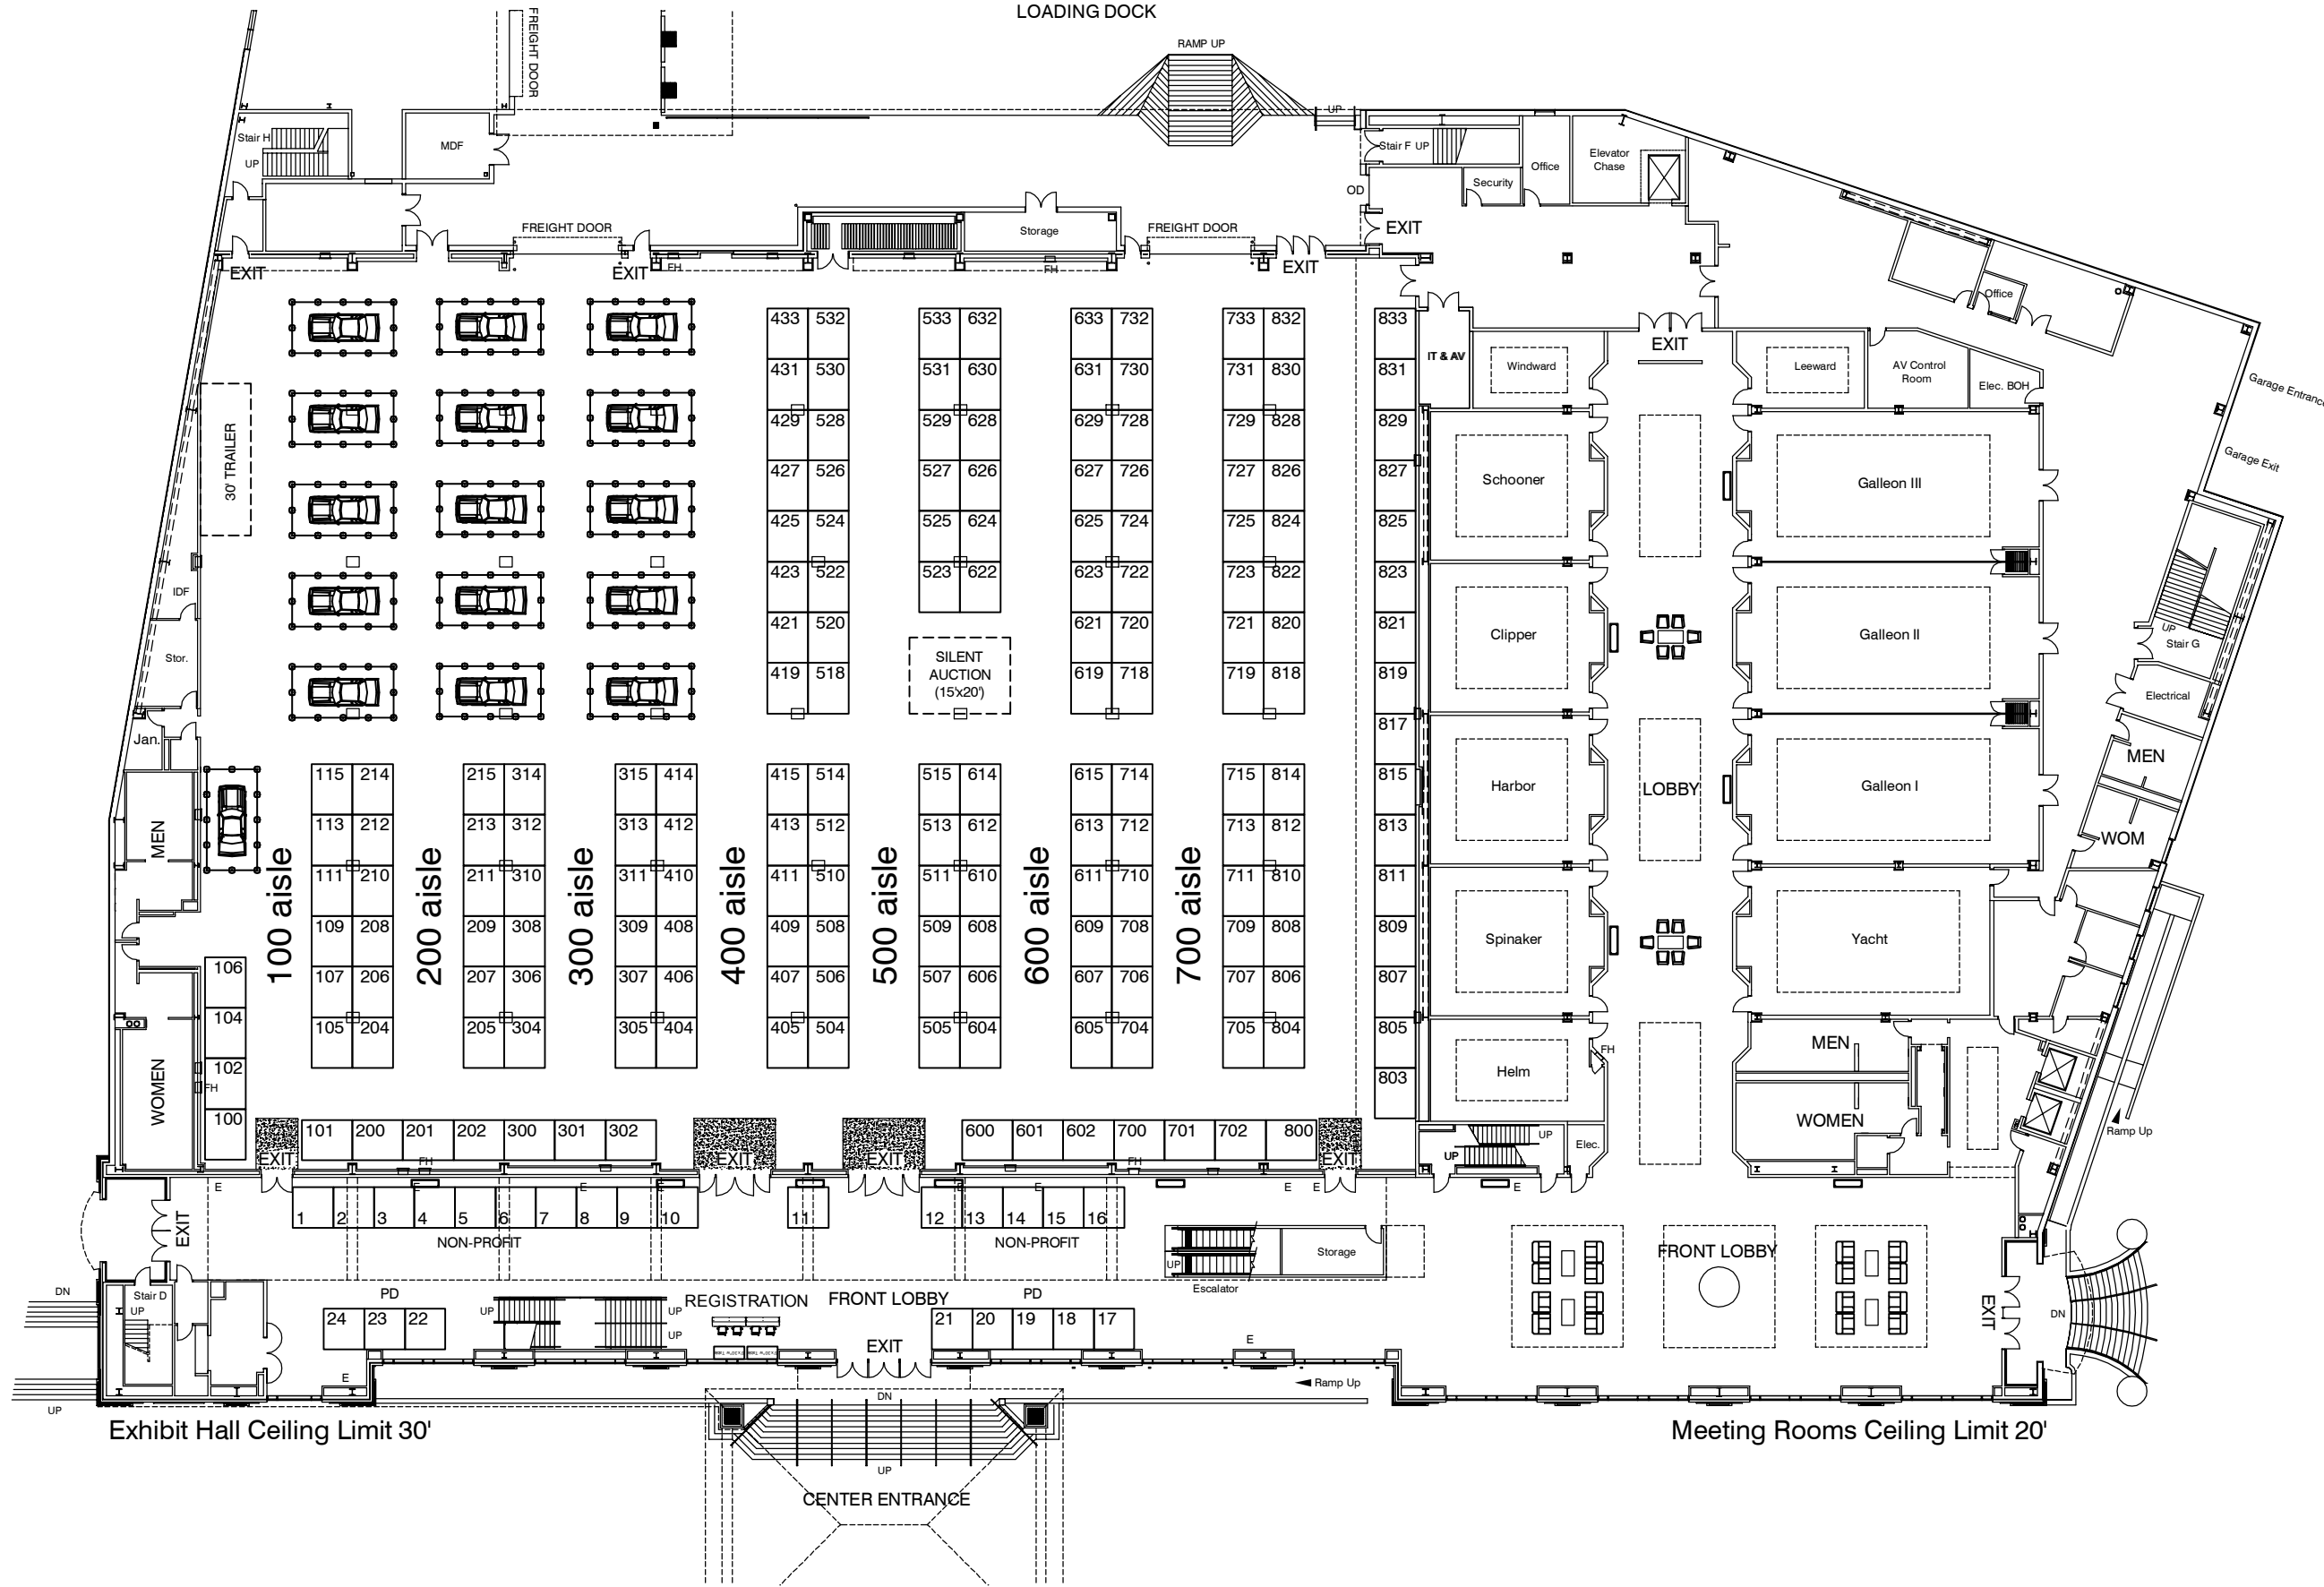 LOADING DOCK
FREIGHT DOOR
RAMP UP
UP
Stair H
UP
MDF
Stair F UP
Office
Elevator
Chase
Security
OD
FREIGHT DOOR
Storage
FREIGHT DOOR
EXIT
EXIT
EXIT
FH
FH
EXIT
Office
433 532 533 632 633 732 733 832 833
IT & AV
Windward
EXIT
Leeward
AV Control
Room
Elec. BOH
Garage Entrance
431 530 531 630 631 730 731 830 831
429 528 529 628 629 728 729 828 829
30' TRAILER
427 526 527 626 627 726 727 826 827
Schooner
Galleon III
Garage Exit
425 524 525 624 625 724 725 824 825
423 522 523 622 623 722 723 822 823
IDF
421 520 621 720 721 820 821
Clipper
Galleon II
UP
Stair G
Stor.
SILENT
AUCTION
(15'x20')
419 518 619 718 719 818 819
Electrical
817
Jan.
MEN
115 214 215 314 315 414 415 514 515 614 615 714 715 814 815
Harbor
LOBBY
Galleon I
113 212 213 312 313 412 413 512 513 612 613 712 713 812 813
MEN
WOM
111 210 211 310 311 410 411 510 511 610 611 710 711 810 811
100 aisle
200 aisle
300 aisle
400 aisle
500 aisle
600 aisle
700 aisle
109 208 209 308 309 408 409 508 509 608 609 708 709 808 809
Spinaker
Yacht
106 107 206 207 306 307 406 407 506 507 606 607 706 707 806 807
104 105 204 205 304 305 404 405 504 505 604 605 704 705 804 805
MEN
FH
102
FH
803
Helm
WOMEN
100
WOMEN
101 200 201 202 300 301 302
600 601 602 700 701 702 800
UP
UP
Elec.
Ramp Up
EXIT
FH
EXIT
EXIT
FH
EXIT
E E E E E E E E E
1 2 3 4 5 6 7 8 9 10 11 12 13 14 15 16
EXIT
NON-PROFIT
NON-PROFIT
UP
Storage
FRONT LOBBY
Escalator
DN
Stair D
UP
PD
REGISTRATION
FRONT LOBBY
PD
UP
UP
UP
24 23 22
21 20 19 18 17
EXIT
E
EXIT
DN
E
Ramp Up
UP
DN
Exhibit Hall Ceiling Limit 30'
Meeting Rooms Ceiling Limit 20'
UP
CENTER ENTRANCE